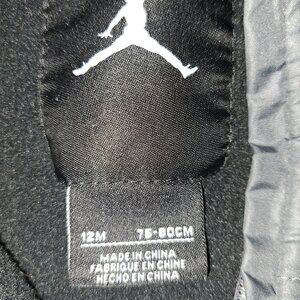 12M 75-80CM
MADE IN CHINA
FABRIQUÉ EN CHINE
HECHO EN CHINA